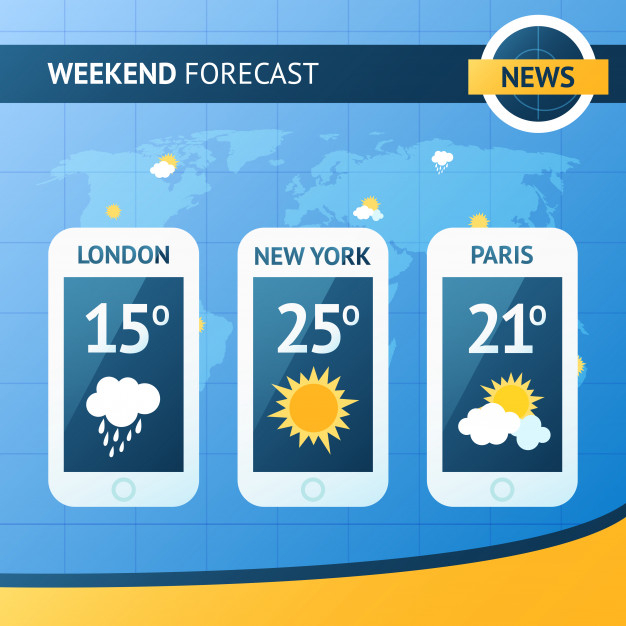 WEEKEND FORECAST
NEWS
LONDON
15º
NEW YORK
25º
PARIS
21º